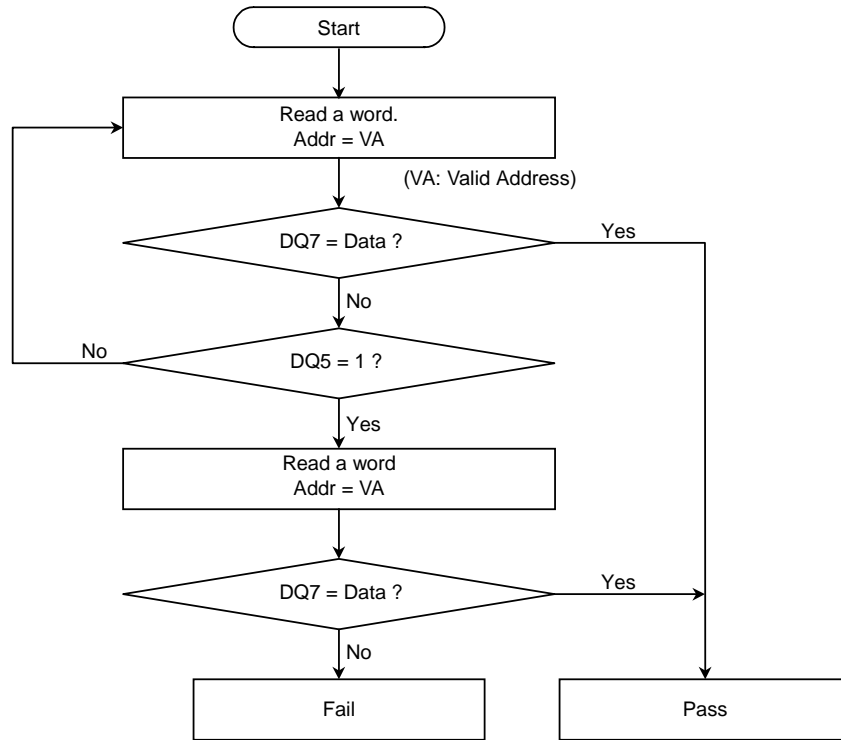 Start
Read a word.
Addr = VA
(VA: Valid Address)
DQ7 = Data ?
Yes
No
DQ5 = 1 ?
No
Yes
Read a word
Addr = VA
DQ7 = Data ?
Yes
No
Fail
Pass